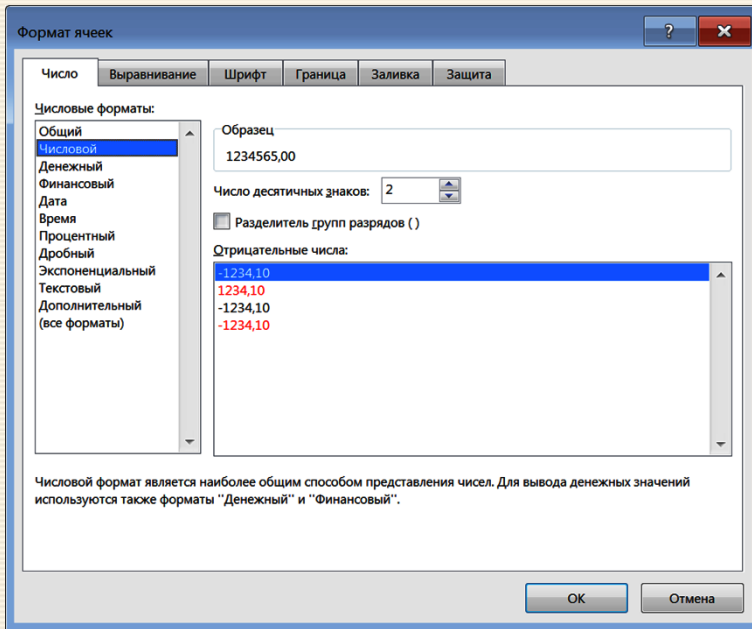 Формат ячеек
?
Число
Выравнивание
Шрифт
Граница
Заливка
Защита
Числовые форматы:
Общий
Числовой
Денежный
Финансовый
Дата
Время
Процентный
Дробный
Экспоненциальный
Текстовый
Дополнительный
(все форматы)
Образец
1234565,00
Число десятичных знаков: 2
Разделитель групп разрядов ( )
Отрицательные числа:
-1234,10
1234,10
-1234,10
-1234,10
Числовой формат является наиболее общим способом представления чисел. Для вывода денежных значений
используются также форматы "Денежный" и "Финансовый".
ОК
Отмена